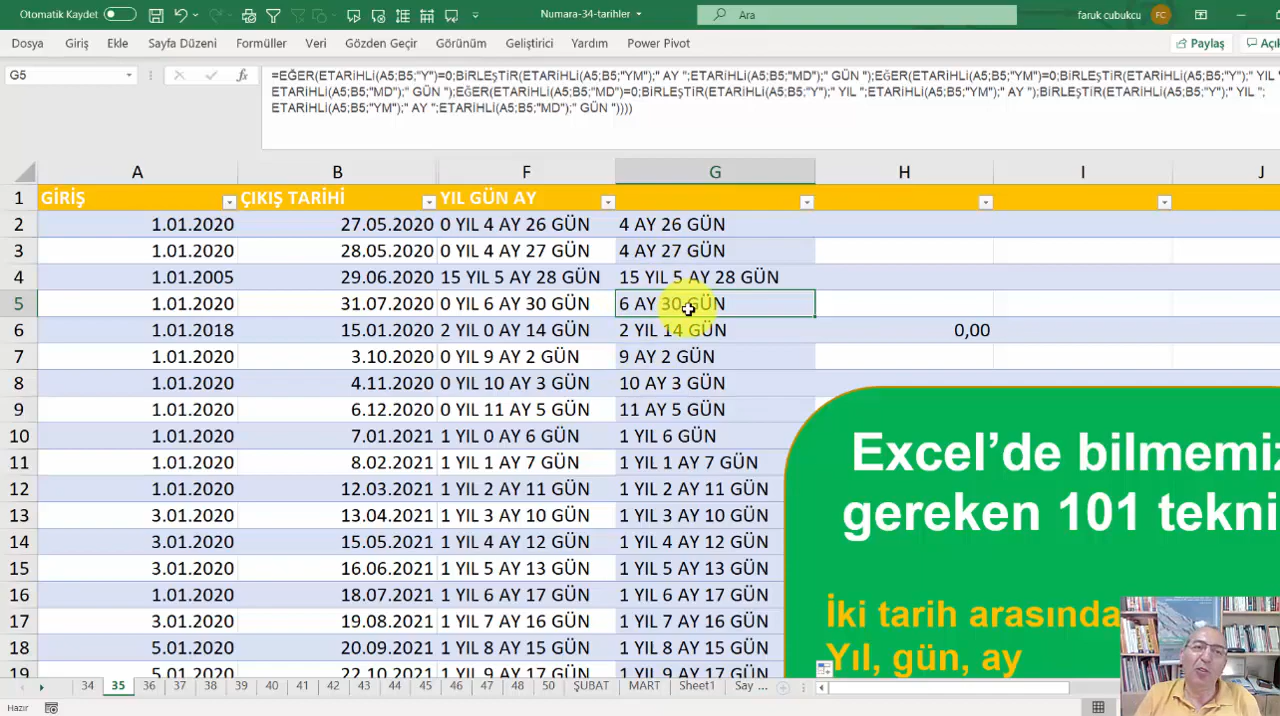 Otomatik Kaydet
Numara-34-tarihler
Ara
faruk çubukçu
FC
Dosya Giriş Ekle Sayfa Düzeni Formüller Veri Gözden Geçir Görünüm Geliştirici Yardım Power Pivot
Paylaş
G5
fx
=EĞER(ETARİHLİ(A5;B5;"Y")=0;BİRLEŞTİR(ETARİHLİ(A5;B5;"YM");" AY ";ETARİHLİ(A5;B5;"MD");" GÜN ");EĞER(ETARİHLİ(A5;B5;"YM")=0;BİRLEŞTİR(ETARİHLİ(A5;B5;"Y");" YIL "
ETARİHLİ(A5;B5;"MD");" GÜN ");EĞER(ETARİHLİ(A5;B5;"MD")=0;BİRLEŞTİR(ETARİHLİ(A5;B5;"Y");" YIL ";ETARİHLİ(A5;B5;"YM");" AY ");BİRLEŞTİR(ETARİHLİ(A5;B5;"Y");" YIL ";
ETARİHLİ(A5;B5;"YM");" AY ";ETARİHLİ(A5;B5;"MD");" GÜN "))))
A B F G H I J
1 GİRİŞ ÇIKIŞ TARİHİ YIL GÜN AY
2 1.01.2020 27.05.2020 0 YIL 4 AY 26 GÜN 4 AY 26 GÜN
3 1.01.2020 28.05.2020 0 YIL 4 AY 27 GÜN 4 AY 27 GÜN
4 1.01.2005 29.06.2020 15 YIL 5 AY 28 GÜN 15 YIL 5 AY 28 GÜN
5 1.01.2020 31.07.2020 0 YIL 6 AY 30 GÜN 6 AY 30 GÜN
6 1.01.2018 15.01.2020 2 YIL 0 AY 14 GÜN 2 YIL 14 GÜN 0,00
7 1.01.2020 3.10.2020 0 YIL 9 AY 2 GÜN 9 AY 2 GÜN
8 1.01.2020 4.11.2020 0 YIL 10 AY 3 GÜN 10 AY 3 GÜN
9 1.01.2020 6.12.2020 0 YIL 11 AY 5 GÜN 11 AY 5 GÜN
10 1.01.2020 7.01.2021 1 YIL 0 AY 6 GÜN 1 YIL 6 GÜN
11 1.01.2020 8.02.2021 1 YIL 1 AY 7 GÜN 1 YIL 1 AY 7 GÜN
12 1.01.2020 12.03.2021 1 YIL 2 AY 11 GÜN 1 YIL 2 AY 11 GÜN
13 3.01.2020 13.04.2021 1 YIL 3 AY 10 GÜN 1 YIL 3 AY 10 GÜN
14 3.01.2020 15.05.2021 1 YIL 4 AY 12 GÜN 1 YIL 4 AY 12 GÜN
15 3.01.2020 16.06.2021 1 YIL 5 AY 13 GÜN 1 YIL 5 AY 13 GÜN
16 1.01.2020 18.07.2021 1 YIL 6 AY 17 GÜN 1 YIL 6 AY 17 GÜN
17 3.01.2020 19.08.2021 1 YIL 7 AY 16 GÜN 1 YIL 7 AY 16 GÜN
18 5.01.2020 20.09.2021 1 YIL 8 AY 15 GÜN 1 YIL 8 AY 15 GÜN
19 5.01.2020 22.10.2021 1 YIL 9 AY 17 GÜN 1 YIL 9 AY 17 GÜN
Excel'de bilmemiz
gereken 101 tekni
İki tarih arasında
Yıl, gün, ay
34 35 36 37 38 39 40 41 42 43 44 45 46 47 48 50 ŞUBAT MART Sheet1 Say ...
Hazır